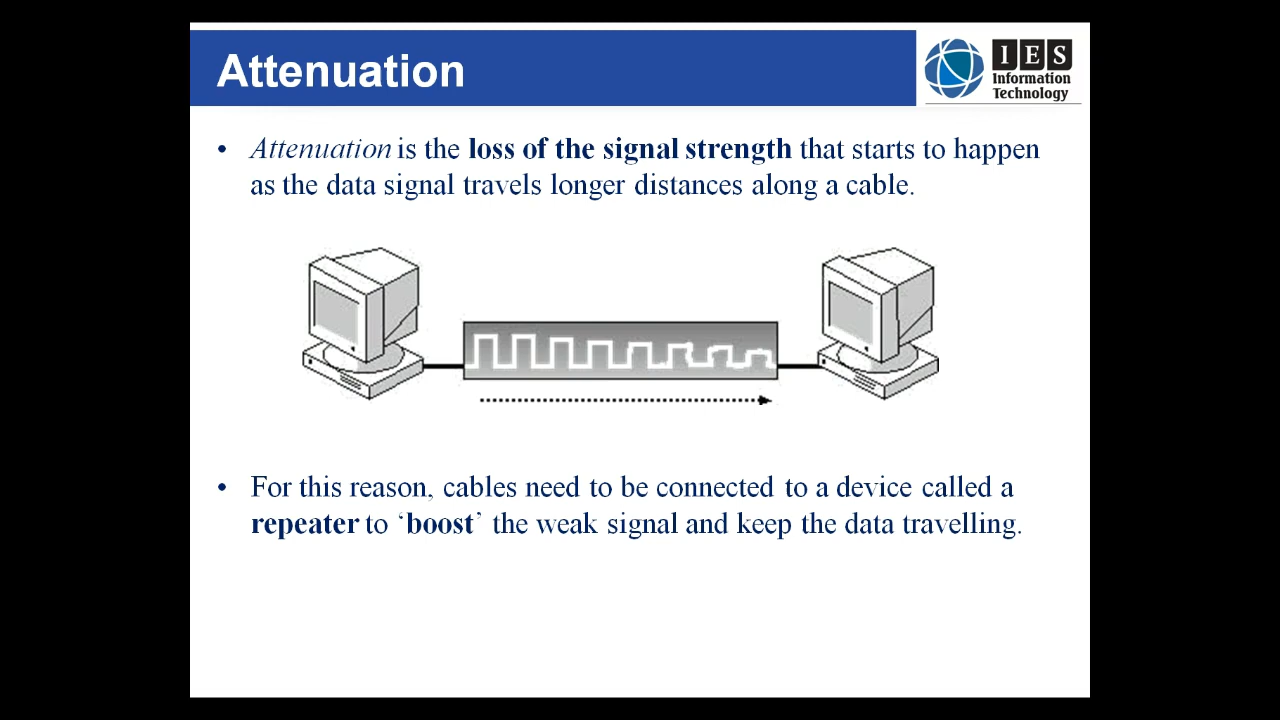 Attenuation
IES
Information
Technology
• Attenuation is the loss of the signal strength that starts to happen
as the data signal travels longer distances along a cable.
• For this reason, cables need to be connected to a device called a
repeater to ‘boost’ the weak signal and keep the data travelling.